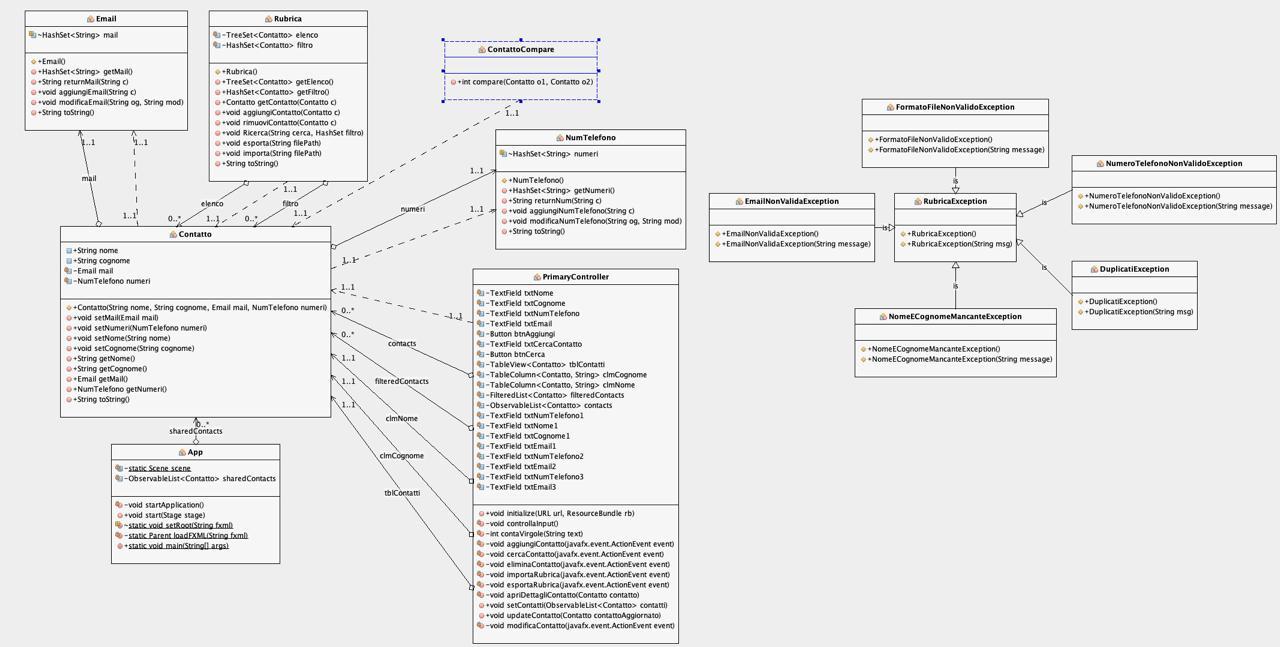 Email
~HashSet<String> mail
+Email()
+HashSet<String> getMail()
+String returnMail(String c)
+void aggiungiEmail(String c)
+void modificaEmail(String og, String mod)
+String toString()
Rubrica
-TreeSet<Contatto> elenco
-HashSet<Contatto> filtro
+Rubrica()
+TreeSet<Contatto> getElenco()
+HashSet<Contatto> getFiltro()
+Contatto getContatto(Contatto c)
+void aggiungiContatto(Contatto c)
+void rimuoviContatto(Contatto c)
+void Ricerca(String cerca, HashSet filtro)
+void esporta(String filePath)
+void importa(String filePath)
+String toString()
ContattoCompare
+int compare(Contatto o1, Contatto o2)
1..1
NumTelefono
~HashSet<String> numeri
+NumTelefono()
+HashSet<String> getNumeri()
+String returnNum(String c)
+void aggiungiNumTelefono(String c)
+void modificaNumTelefono(String og, String mod)
+String toString()
1..1
1..1
mail
1..1
1..1
elenco
0..*
1..1
filtro
0..*
1..1
1..1
numeri
1..1
1..1
Contatto
+String nome
+String cognome
-Email mail
-NumTelefono numeri
+Contatto(String nome, String cognome, Email mail, NumTelefono numeri)
+void setMail(Email mail)
+void setNumeri(NumTelefono numeri)
+void setNome(String nome)
+void setCognome(String cognome)
+String getNome()
+String getCognome()
+Email getMail()
+NumTelefono getNumeri()
+String toString()
1..1
1..1
0..*
contacts
0..*
filteredContacts
1..1
clmNome
1..1
clmCognome
1..1
tblContatti
0..*
sharedContacts
App
-static Scene scene
-ObservableList<Contatto> sharedContacts
-void startApplication()
+void start(Stage stage)
~static void setRoot(String fxml)
-static Parent loadFXML(String fxml)
+static void main(String[] args)
PrimaryController
-TextField txtNome
-TextField txtCognome
-TextField txtNumTelefono
-TextField txtEmail
-Button btnAggiungi
-TextField txtCercaContatto
-Button btnCerca
-TableView<Contatto> tblContatti
-TableColumn<Contatto, String> clmCognome
-TableColumn<Contatto, String> clmNome
-FilteredList<Contatto> filteredContacts
-ObservableList<Contatto> contacts
-TextField txtNumTelefono1
-TextField txtNome1
-TextField txtCognome1
-TextField txtEmail1
-TextField txtNumTelefono2
-TextField txtEmail2
-TextField txtNumTelefono3
-TextField txtEmail3
+void initialize(URL url, ResourceBundle rb)
-void controllaInput()
-int contaVirgole(String text)
-void aggiungiContatto(javafx.event.ActionEvent event)
-void cercaContatto(javafx.event.ActionEvent event)
-void eliminaContatto(javafx.event.ActionEvent event)
-void importaRubrica(javafx.event.ActionEvent event)
-void esportaRubrica(javafx.event.ActionEvent event)
-void apriDettagliContatto(Contatto contatto)
+void setContatti(ObservableList<Contatto> contatti)
+void updateContatto(Contatto contattoAggiornato)
-void modificaContatto(javafx.event.ActionEvent event)
FormatoFileNonValidoException
+FormatoFileNonValidoException()
+FormatoFileNonValidoException(String message)
is
NumeroTelefonoNonValidoException
+NumeroTelefonoNonValidoException()
+NumeroTelefonoNonValidoException(String message)
is
EmailNonValidaException
+EmailNonValidaException()
+EmailNonValidaException(String message)
is
RubricaException
+RubricaException()
+RubricaException(String msg)
is
DuplicatiException
+DuplicatiException()
+DuplicatiException(String msg)
is
NomeECognomeMancanteException
+NomeECognomeMancanteException()
+NomeECognomeMancanteException(String message)